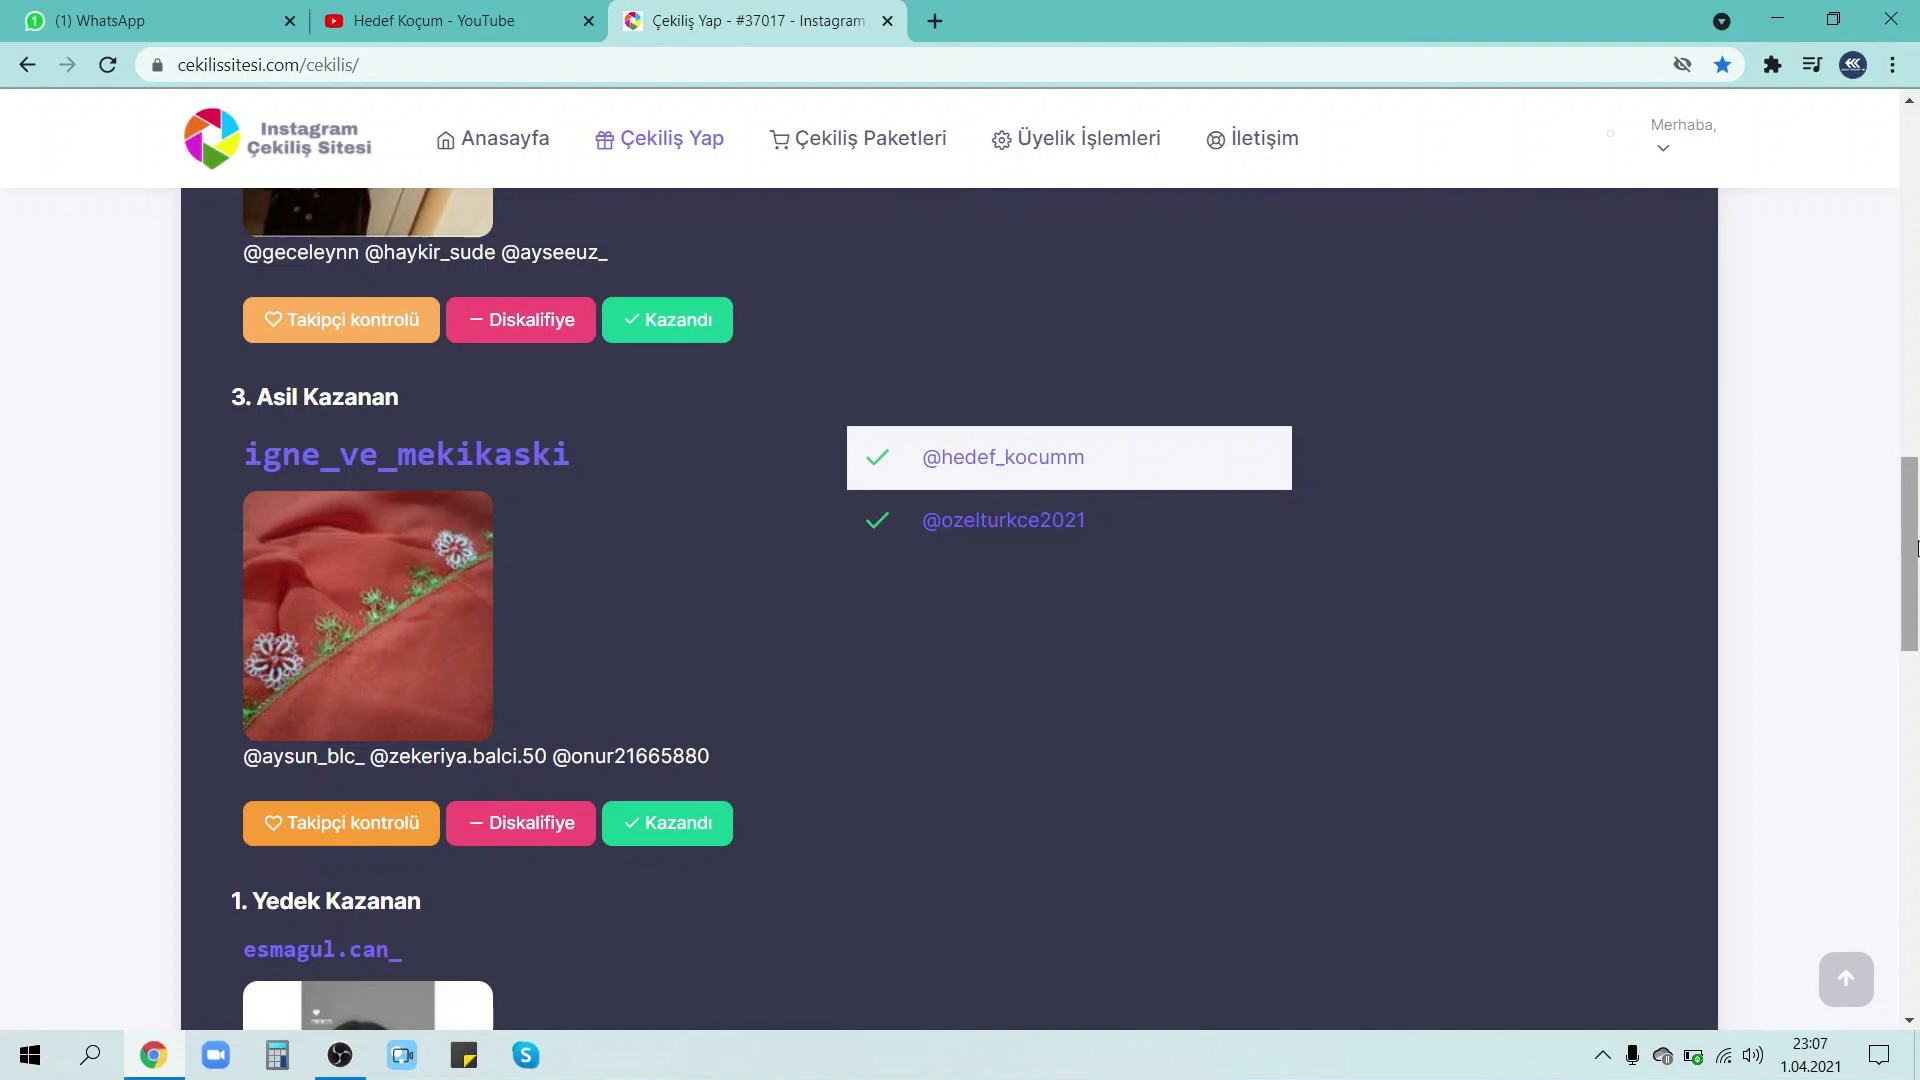 (1) WhatsApp
Hedef Koçum - YouTube
Çekiliş Yap - #37017 - Instagram
cekilissitesi.com/cekilis/
Instagram
Çekiliş Sitesi
Anasayfa
Çekiliş Yap
Çekiliş Paketleri
Üyelik İşlemleri
İletişim
Merhaba,
@geceleynn @haykir_sude @ayseeuz_
Takipçi kontrolü
Diskalifiye
Kazandı
3. Asil Kazanan
igne_ve_mekikaski
@hedef_kocumm
@ozelturkce2021
@aysun_blc_ @zekeriya.balci.50 @onur21665880
Takipçi kontrolü
Diskalifiye
Kazandı
1. Yedek Kazanan
esmagul.can_
23:07
1.04.2021